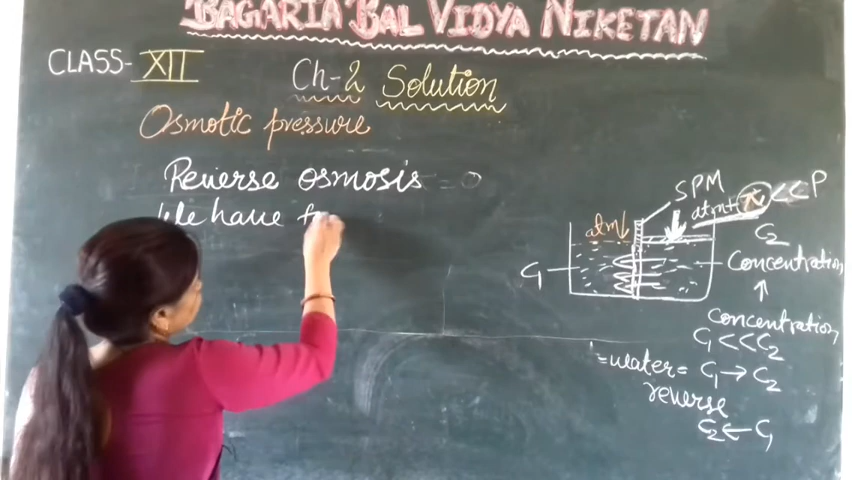 BAGARIA BAL VIDYA NIKETAN
CLASS- XII
Ch-2 Solution
Osmotic pressure
Reverse osmosis = 0
We have
SPM
atm
atm + π << P
C1
C2
Concentration
↑
Concentration
C1 << C2
= water = C1 → C2
reverse
C2 ← C1